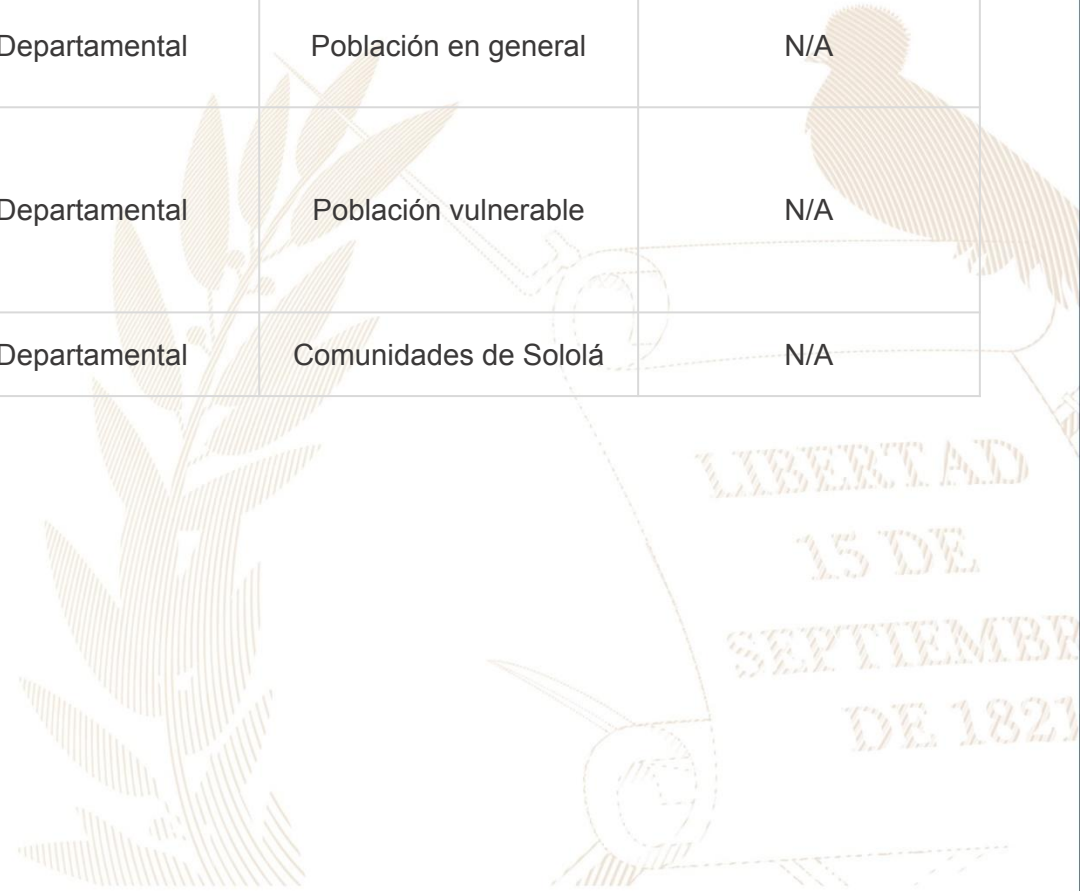 Departamental Población en general N/A
Departamental Población vulnerable N/A
Departamental Comunidades de Sololá N/A
LIBERTAD
15 DE
SEPTIEMBRE
DE 1821